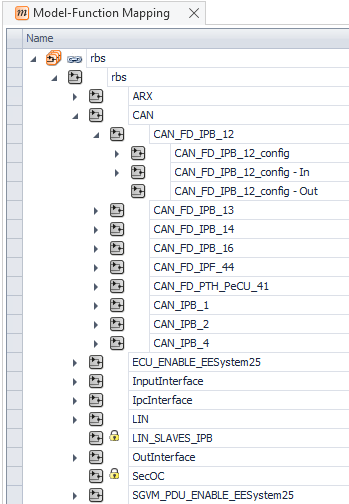 Model-Function Mapping
Name
rbs
rbs
ARX
CAN
CAN_FD_IPB_12
CAN_FD_IPB_12_config
CAN_FD_IPB_12_config - In
CAN_FD_IPB_12_config - Out
CAN_FD_IPB_13
CAN_FD_IPB_14
CAN_FD_IPB_16
CAN_FD_IPF_44
CAN_FD_PTH_PeCU_41
CAN_IPB_1
CAN_IPB_2
CAN_IPB_4
ECU_ENABLE_EESystem25
InputInterface
IpcInterface
LIN
LIN_SLAVES_IPB
OutInterface
SecOC
SGVM_PDU_ENABLE_EESystem25